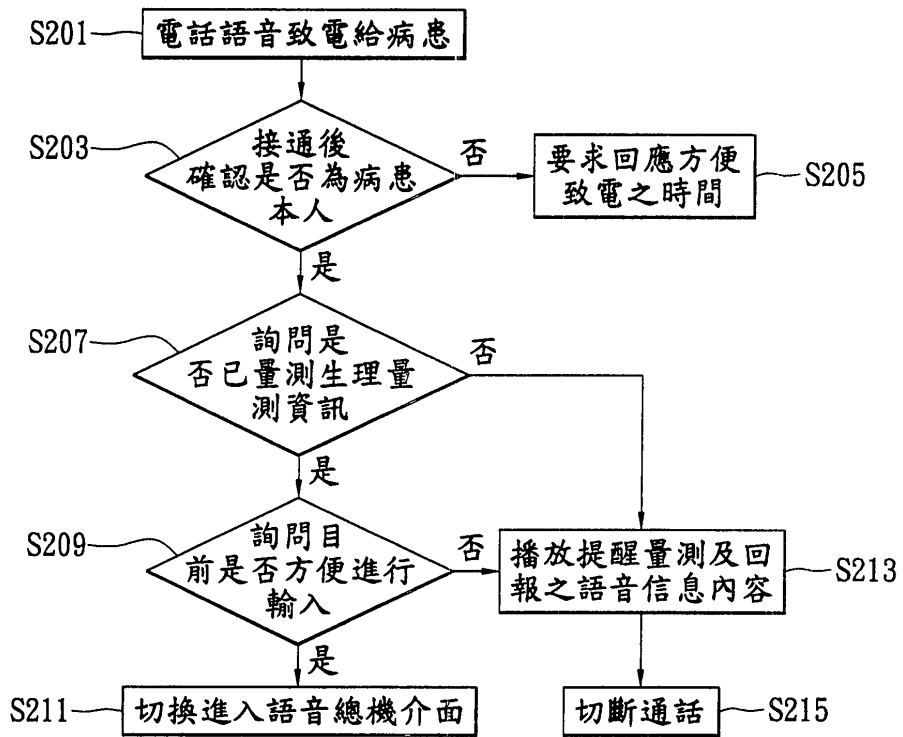 S201
電話語音致電給病患
S203
接通後
確認是否為病患
本人
否
要求回應方便
致電之時間
S205
是
S207
詢問是
否已量測生理量
測資訊
否
是
S209
詢問目
前是否方便進行
輸入
否
播放提醒量測及回
報之語音信息內容
S213
是
S211
切換進入語音總機介面
切斷通話
S215